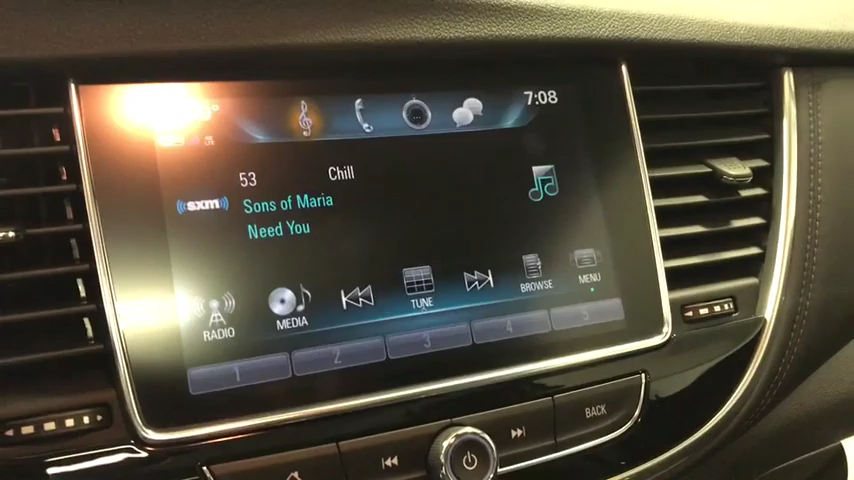 7:08
53 Chill
sxm
Sons of Maria
Need You
RADIO
MEDIA
TUNE
BROWSE
MENU
1
2
3
4
5
BACK